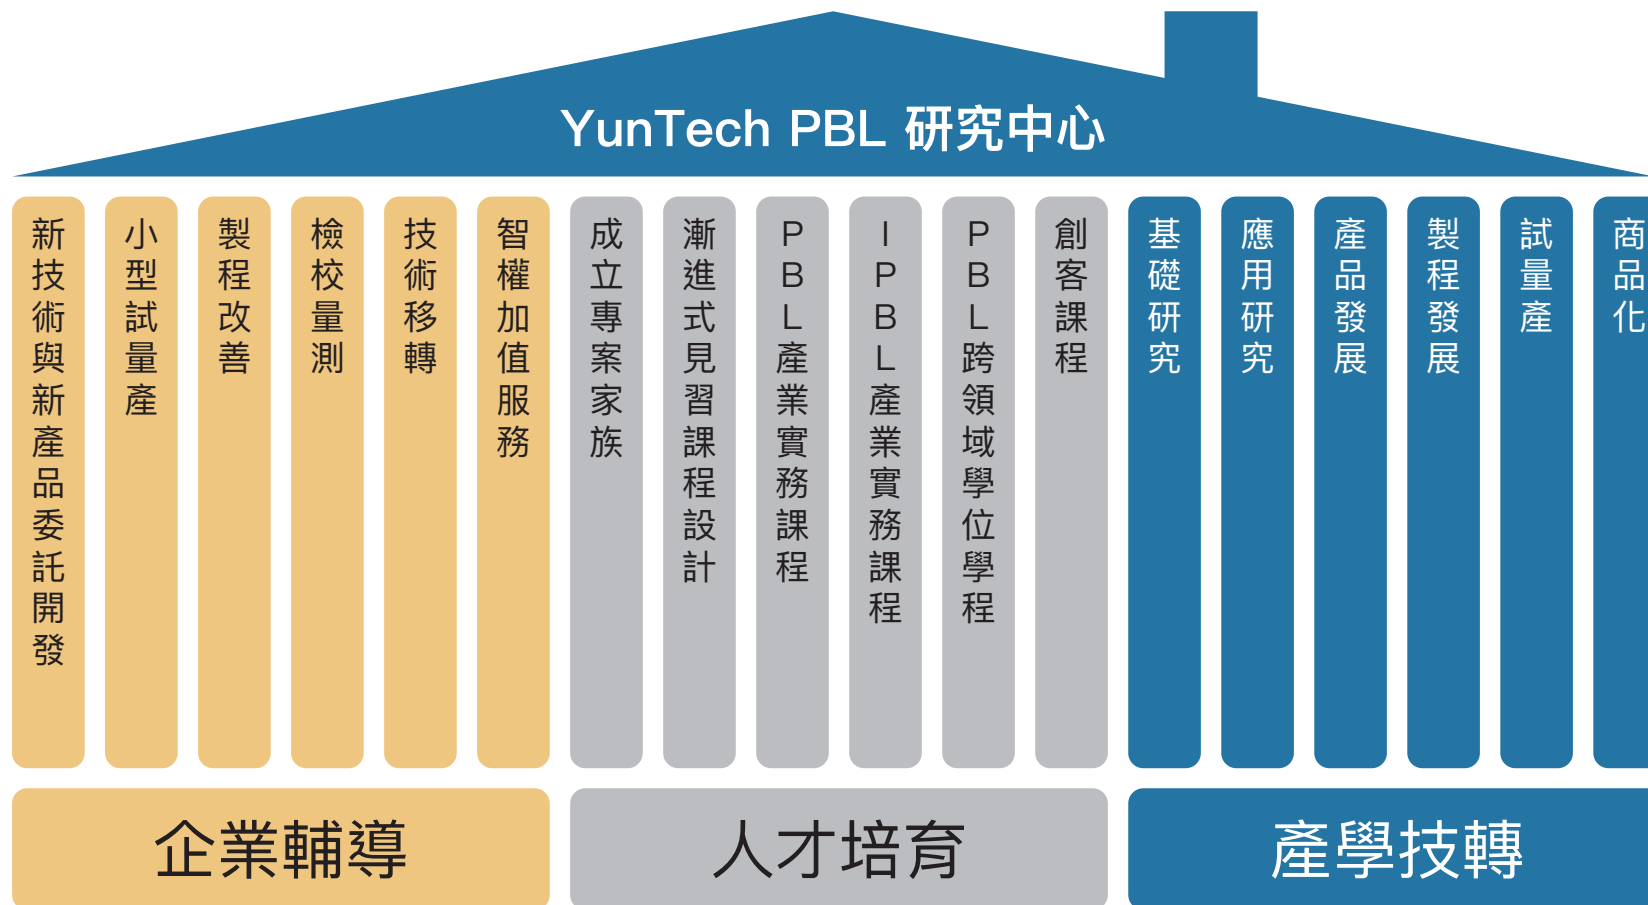 YunTech PBL 研究中心
新技術與新產品委託開發
小型試量產
製程改善
檢校量測
技術移轉
智權加值服務
成立專案家族
漸進式見習課程設計
PBL產業實務課程
IPBL產業實務課程
PBL跨領域學位學程
創客課程
基礎研究
應用研究
產品發展
製程發展
試量產
商品化
企業輔導
人才培育
產學技轉